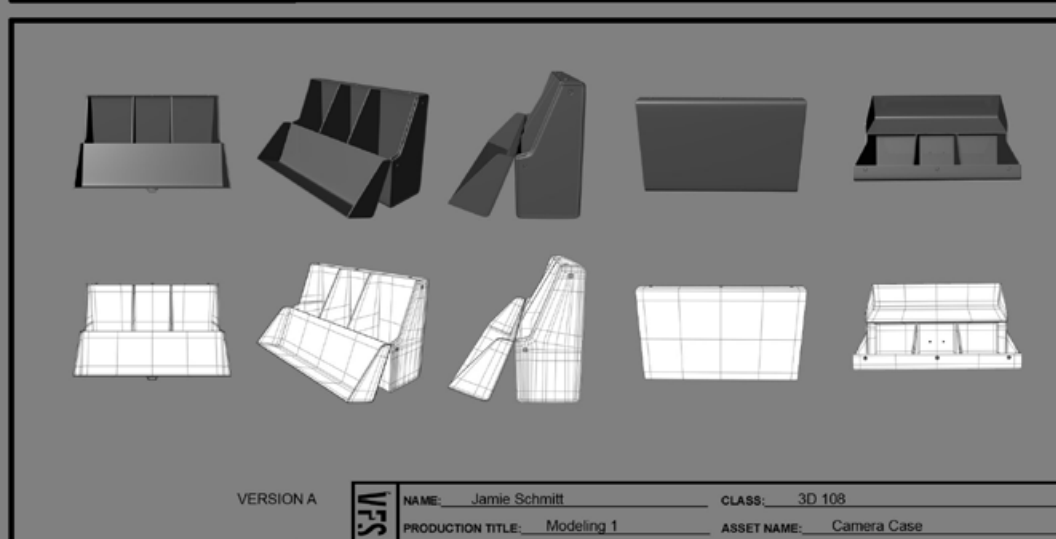 VERSION A
VFS
NAME: Jamie Schmitt CLASS: 3D 108
PRODUCTION TITLE: Modeling 1 ASSET NAME: Camera Case